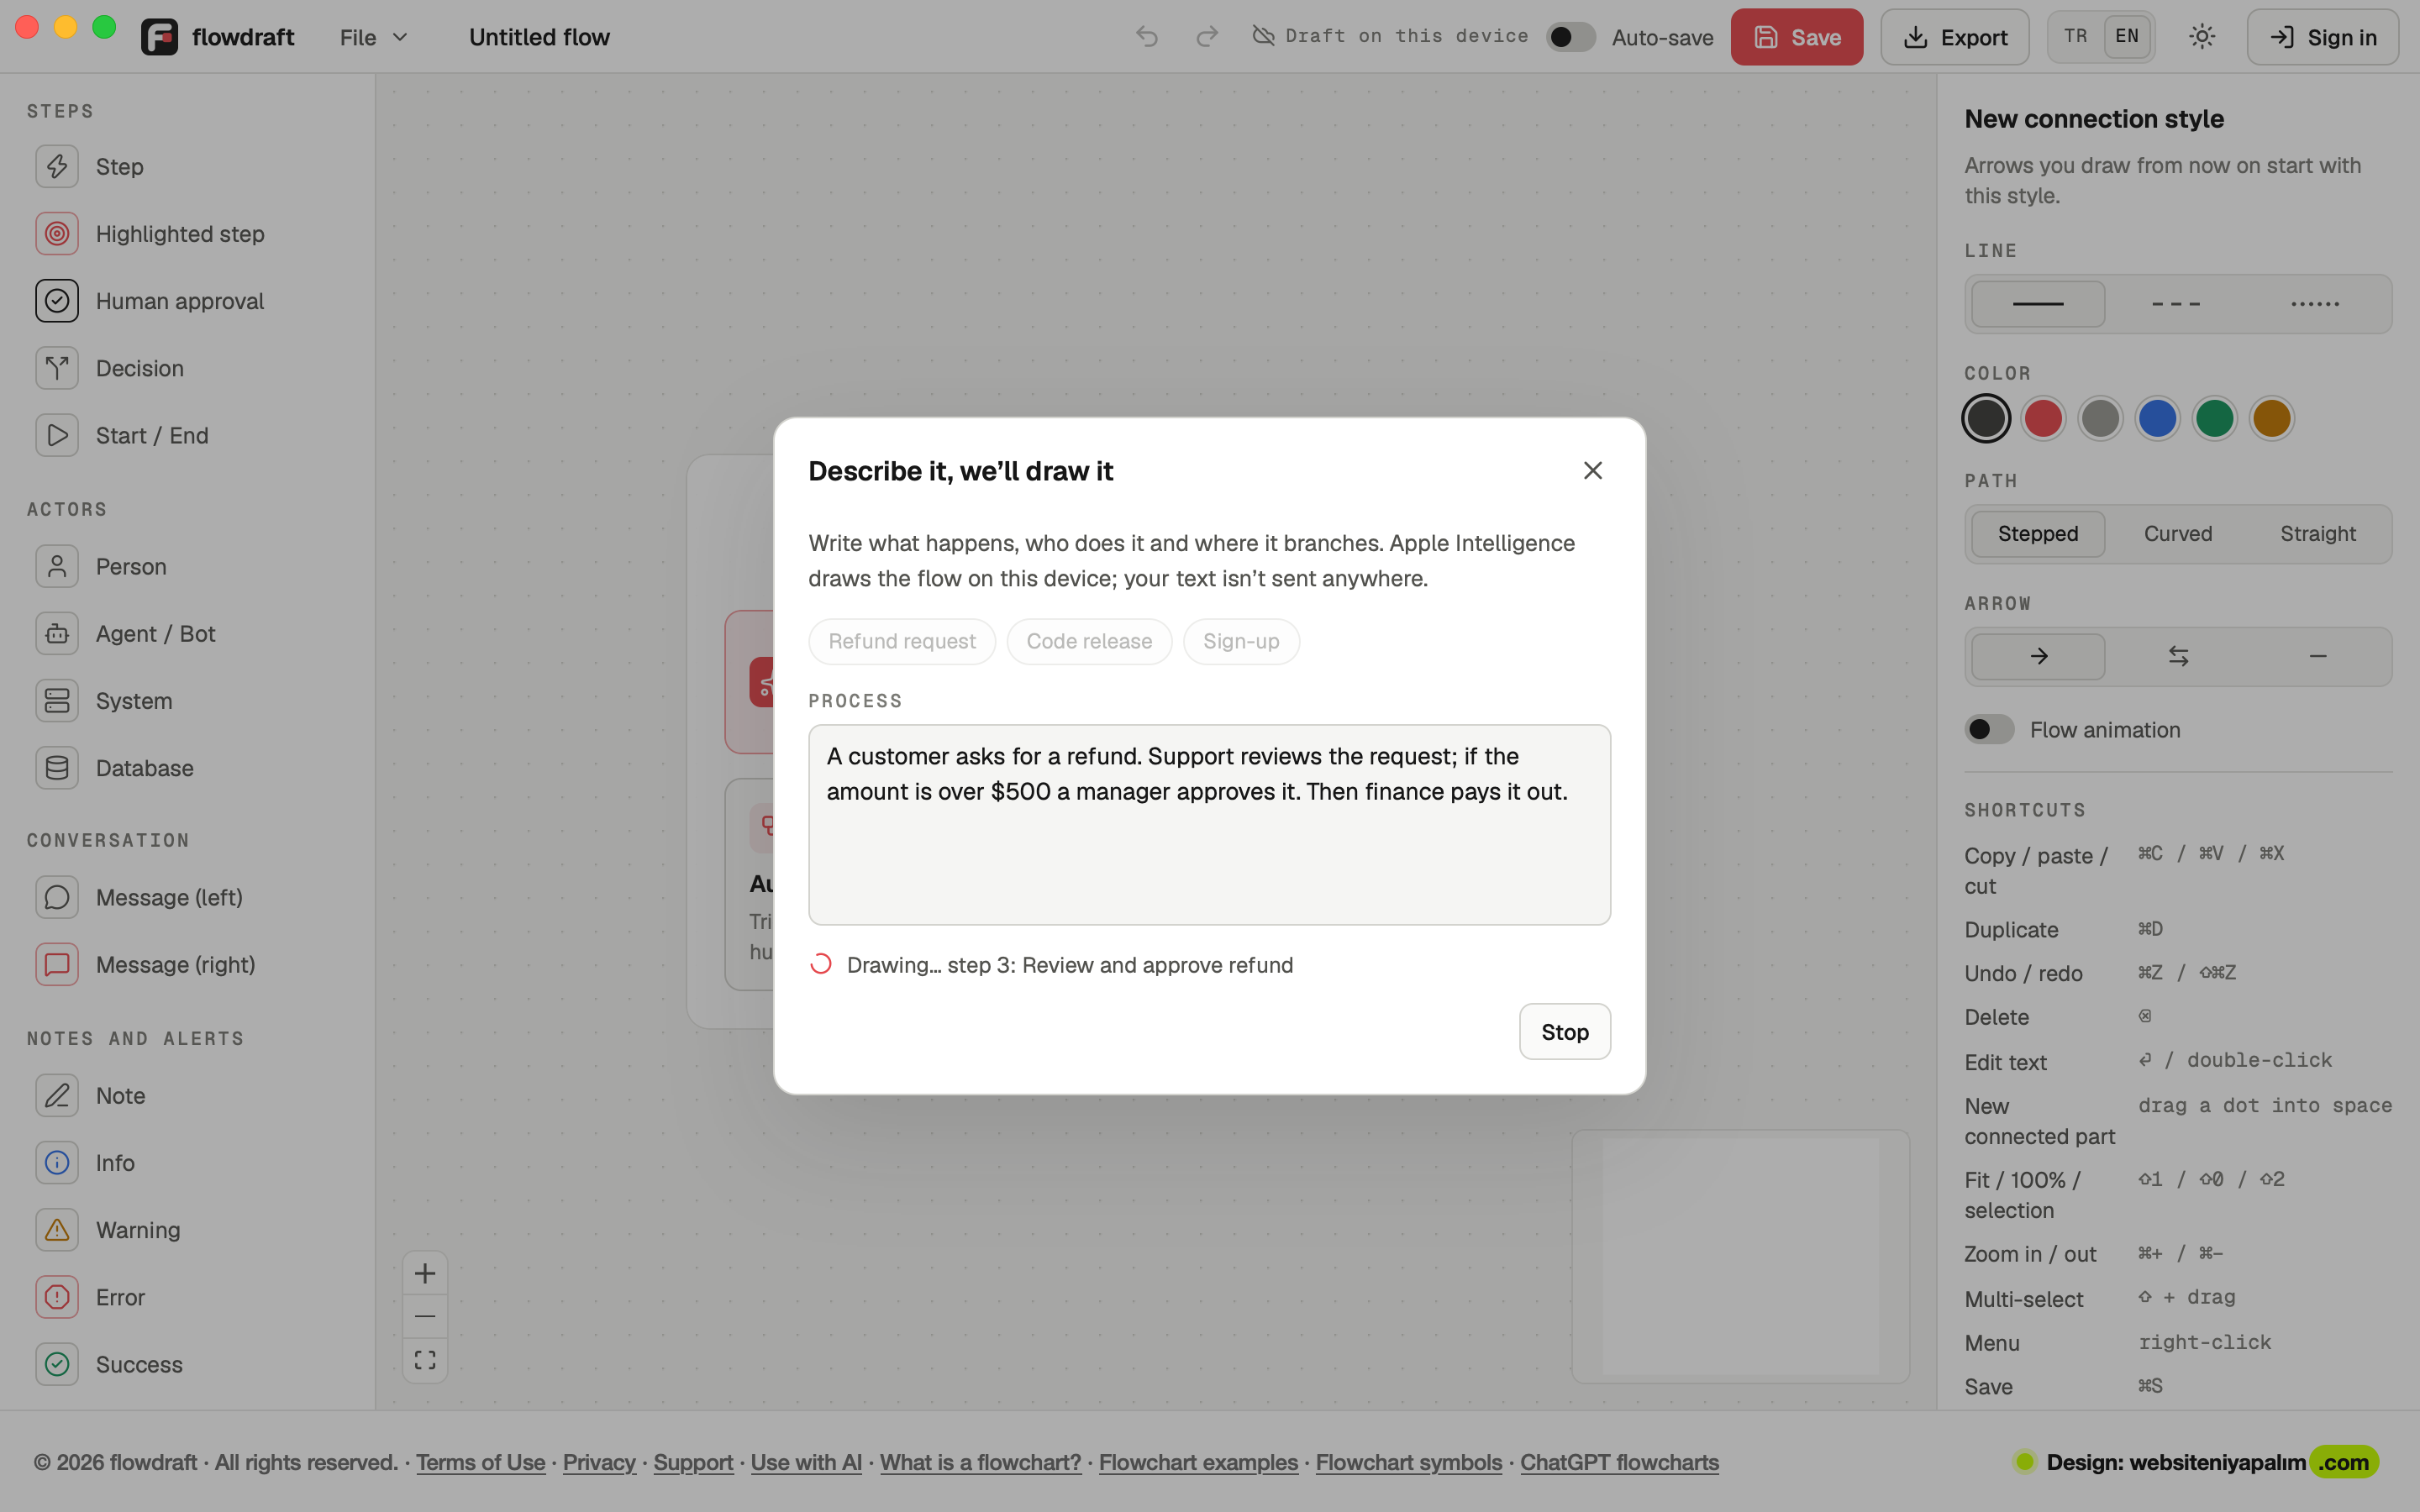 flowdraft
File
Untitled flow
Draft on this device
Auto-save
Save
Export
TR
EN
Sign in
STEPS
Step
Highlighted step
Human approval
Decision
Start / End
ACTORS
Person
Agent / Bot
System
Database
CONVERSATION
Message (left)
Message (right)
NOTES AND ALERTS
Note
Info
Warning
Error
Success
Describe it, we’ll draw it
Write what happens, who does it and where it branches. Apple Intelligence
draws the flow on this device; your text isn’t sent anywhere.
Refund request
Code release
Sign-up
PROCESS
A customer asks for a refund. Support reviews the request; if the
amount is over $500 a manager approves it. Then finance pays it out.
Drawing… step 3: Review and approve refund
Stop
New connection style
Arrows you draw from now on start with
this style.
LINE
COLOR
PATH
Stepped
Curved
Straight
ARROW
Flow animation
SHORTCUTS
Copy / paste /
cut
⌘C / ⌘V / ⌘X
Duplicate
⌘D
Undo / redo
⌘Z / ⇧⌘Z
Delete
⌫
Edit text
⏎ / double-click
New
connected part
drag a dot into space
Fit / 100% /
selection
⇧1 / ⇧0 / ⇧2
Zoom in / out
⌘+ / ⌘−
Multi-select
⇧ + drag
Menu
right-click
Save
⌘S
© 2026 flowdraft · All rights reserved. · Terms of Use · Privacy · Support · Use with AI · What is a flowchart? · Flowchart examples · Flowchart symbols · ChatGPT flowcharts
Design: websiteniyapalım .com